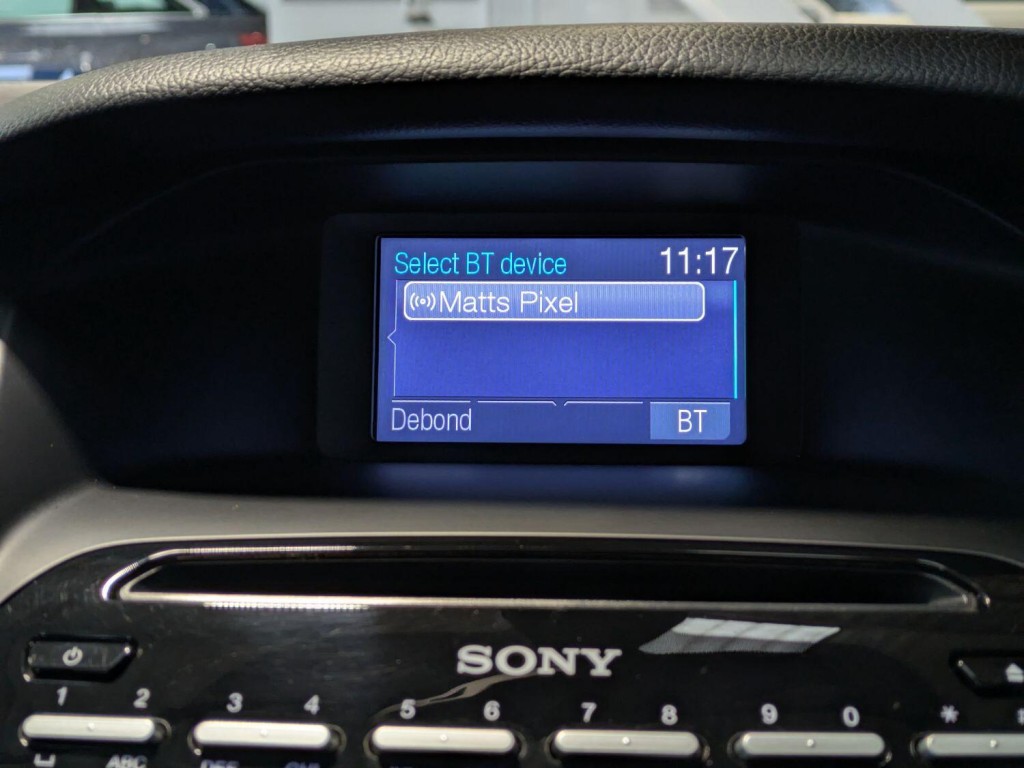 Select BT device 11:17
Matts Pixel
Debond BT
SONY
1 2 3 4 5 6 7 8 9 0 *
ABC